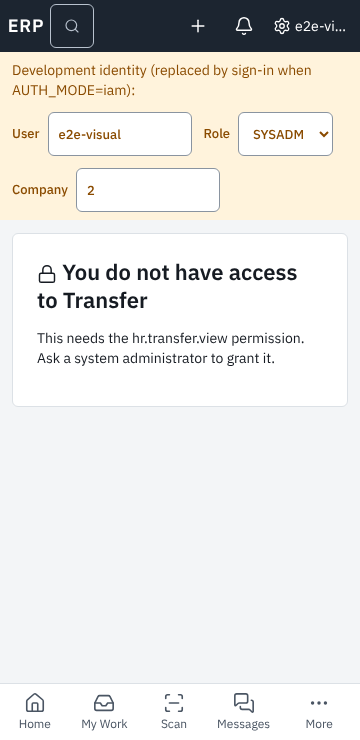 ERP
e2e-vi...
Development identity (replaced by sign-in when
AUTH_MODE=iam):
User e2e-visual Role SYSADM
Company 2
You do not have access
to Transfer
This needs the hr.transfer.view permission.
Ask a system administrator to grant it.
Home My Work Scan Messages More